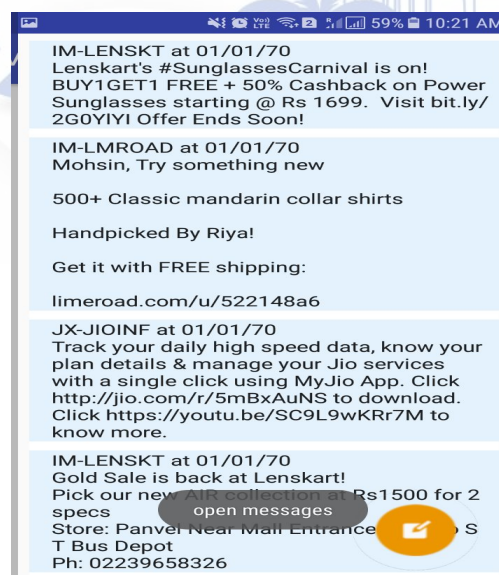 59% 10:21 AM
IM-LENSKT at 01/01/70
Lenskart's #SunglassesCarnival is on!
BUY1GET1 FREE + 50% Cashback on Power
Sunglasses starting @ Rs 1699. Visit bit.ly/
2G0YlYI Offer Ends Soon!
IM-LMROAD at 01/01/70
Mohsin, Try something new
500+ Classic mandarin collar shirts
Handpicked By Riya!
Get it with FREE shipping:
limeroad.com/u/522148a6
JX-JIOINF at 01/01/70
Track your daily high speed data, know your
plan details & manage your Jio services
with a single click using MyJio App. Click
http://jio.com/r/5mBxAuNS to download.
Click https://youtu.be/SC9L9wKRr7M to
know more.
IM-LENSKT at 01/01/70
Gold Sale is back at Lenskart!
Pick our new AIR collection at Rs1500 for 2
specs
open messages
Store: Panvel Near Mall Entrance S
T Bus Depot
Ph: 02239658326